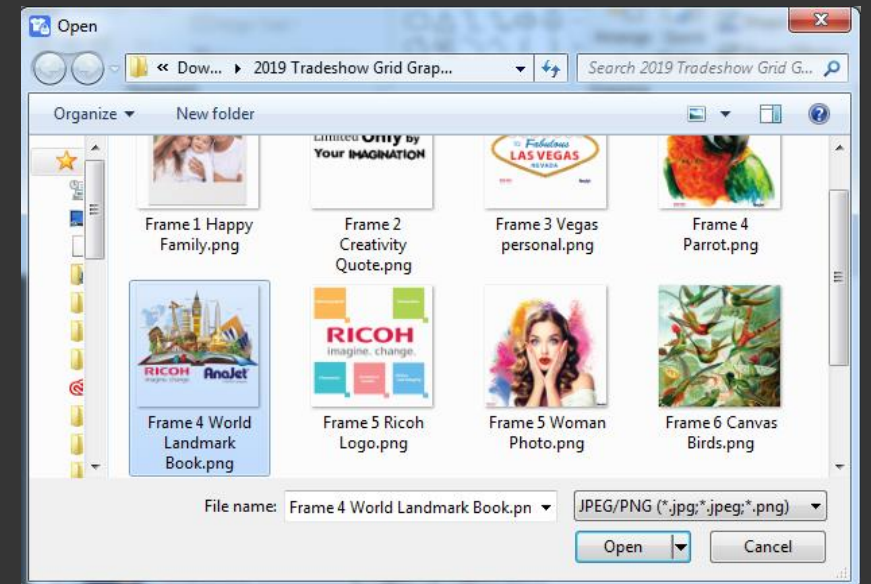 Open
« Dow... ▸ 2019 Tradeshow Grid Grap...
Search 2019 Tradeshow Grid G...
Organize ▾ New folder
Limited Only by
Your IMAGINATION
to Fabulous
LAS VEGAS
NEVADA
Frame 1 Happy
Family.png
Frame 2
Creativity
Quote.png
Frame 3 Vegas
personal.png
Frame 4
Parrot.png
RICOH
imagine. change.
AnaJet
RICOH
imagine. change.
Frame 4 World
Landmark
Book.png
Frame 5 Ricoh
Logo.png
Frame 5 Woman
Photo.png
Frame 6 Canvas
Birds.png
File name: Frame 4 World Landmark Book.pn
JPEG/PNG (*.jpg;*.jpeg;*.png)
Open
Cancel